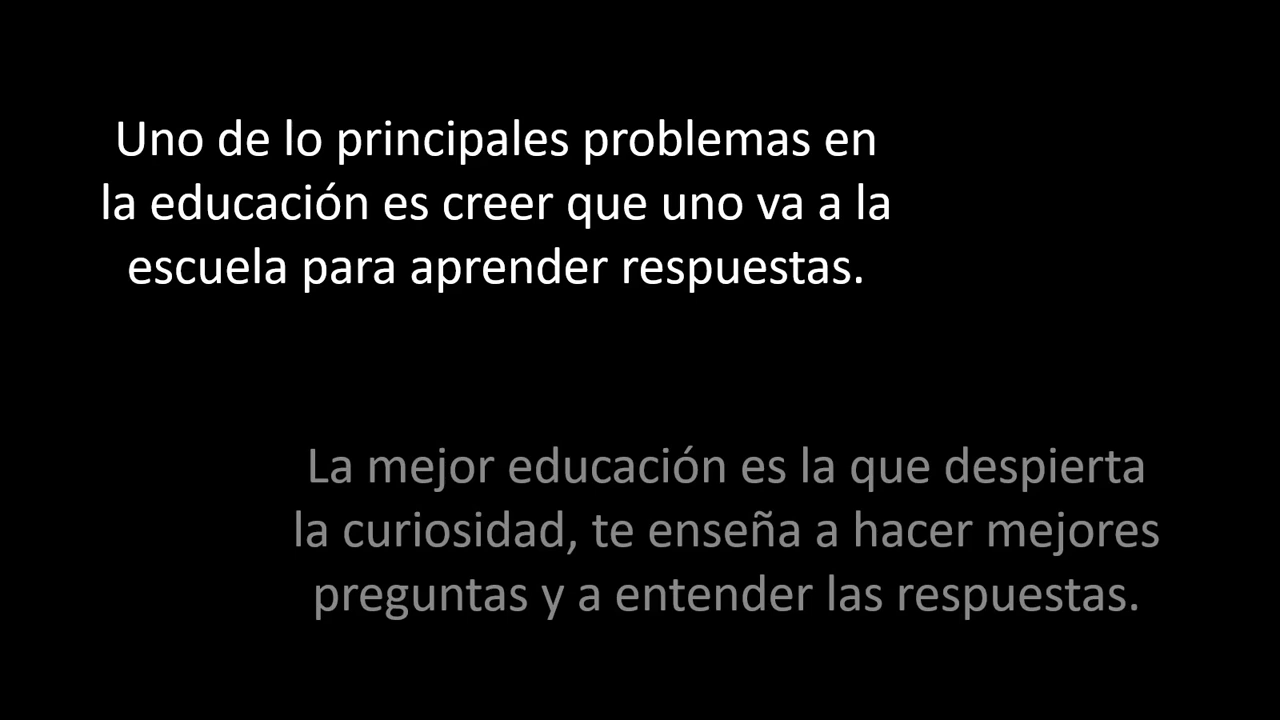 Uno de lo principales problemas en
la educación es creer que uno va a la
escuela para aprender respuestas.
La mejor educación es la que despierta
la curiosidad, te enseña a hacer mejores
preguntas y a entender las respuestas.